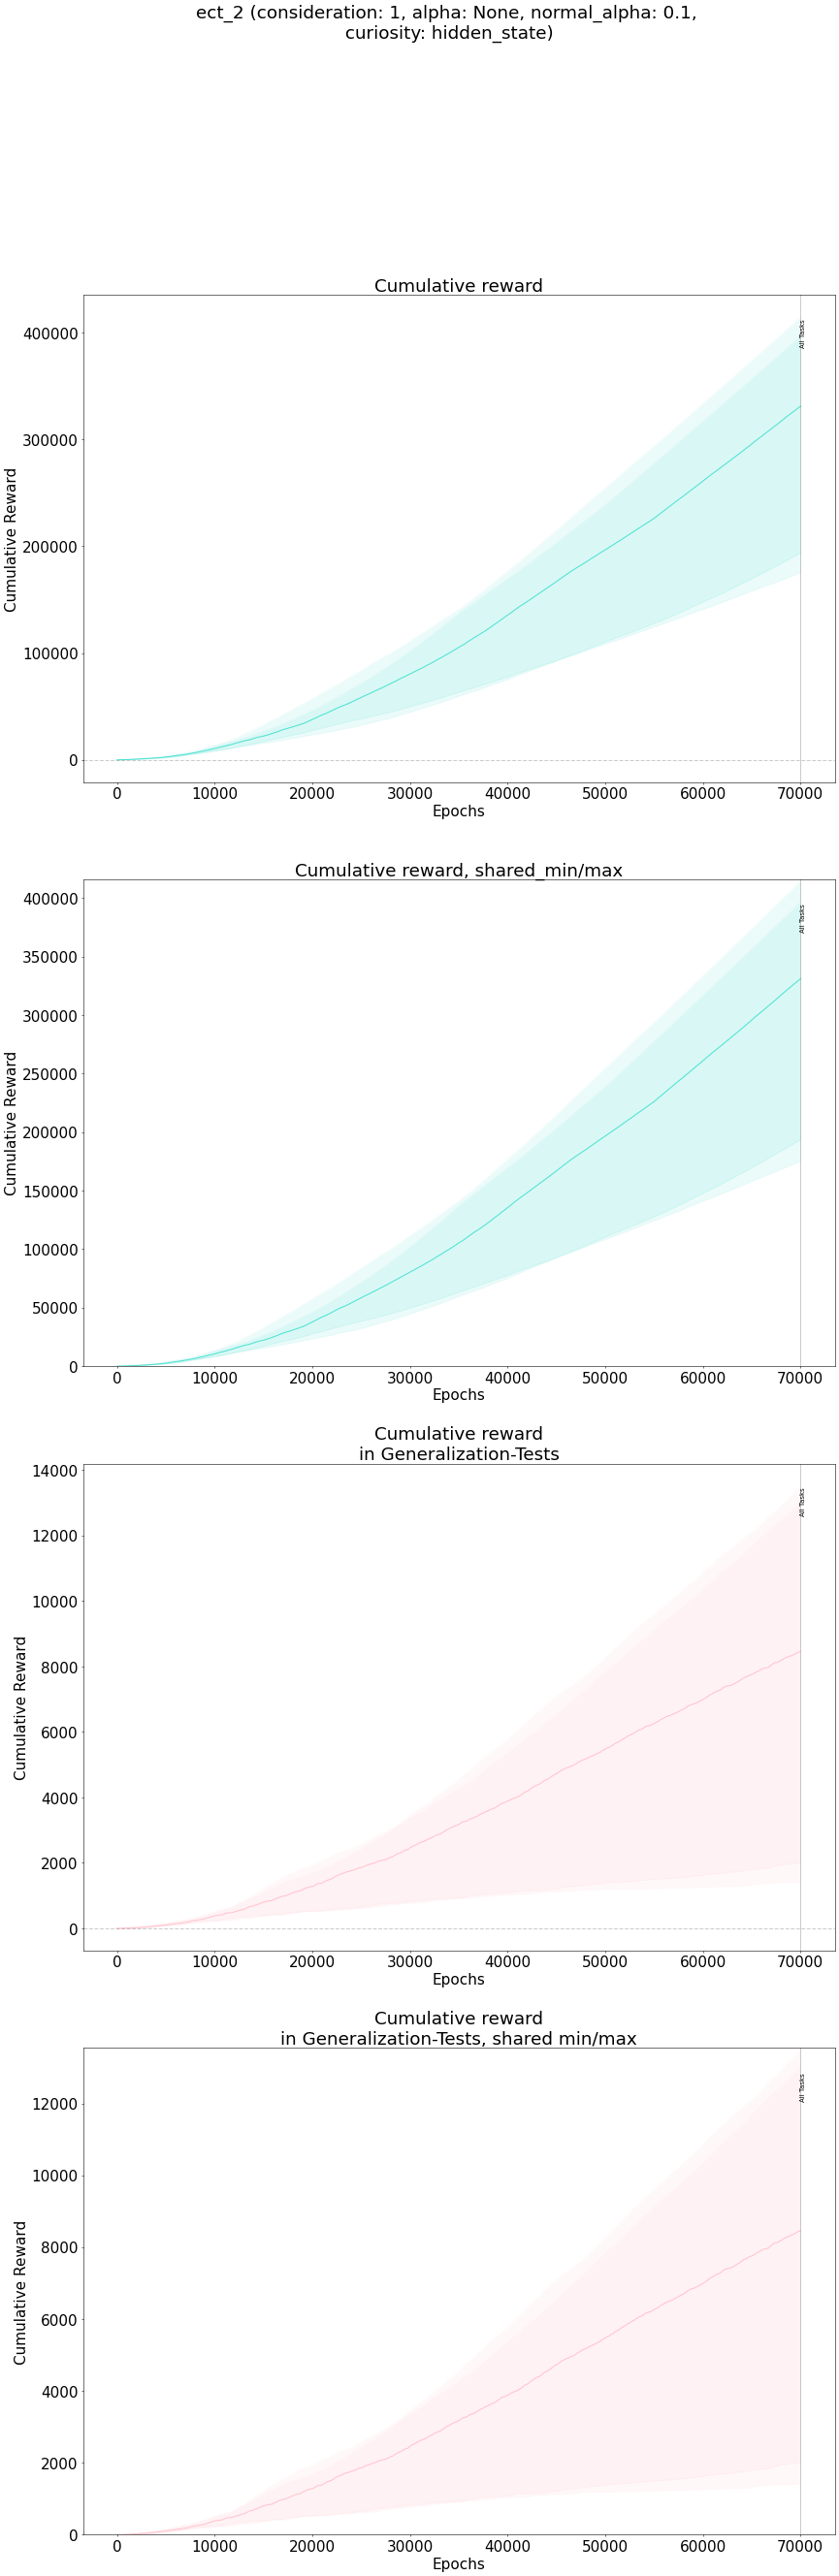 ect_2 (consideration: 1, alpha: None, normal_alpha: 0.1,
curiosity: hidden_state)
Cumulative reward
400000
300000
200000
100000
0
Cumulative Reward
All Tasks
0 10000 20000 30000 40000 50000 60000 70000
Epochs
Cumulative reward, shared_min/max
400000
350000
300000
250000
200000
150000
100000
50000
0
Cumulative Reward
All Tasks
0 10000 20000 30000 40000 50000 60000 70000
Epochs
Cumulative reward
in Generalization-Tests
14000
12000
10000
8000
6000
4000
2000
0
Cumulative Reward
All Tasks
0 10000 20000 30000 40000 50000 60000 70000
Epochs
Cumulative reward
in Generalization-Tests, shared min/max
12000
10000
8000
6000
4000
2000
0
Cumulative Reward
All Tasks
0 10000 20000 30000 40000 50000 60000 70000
Epochs